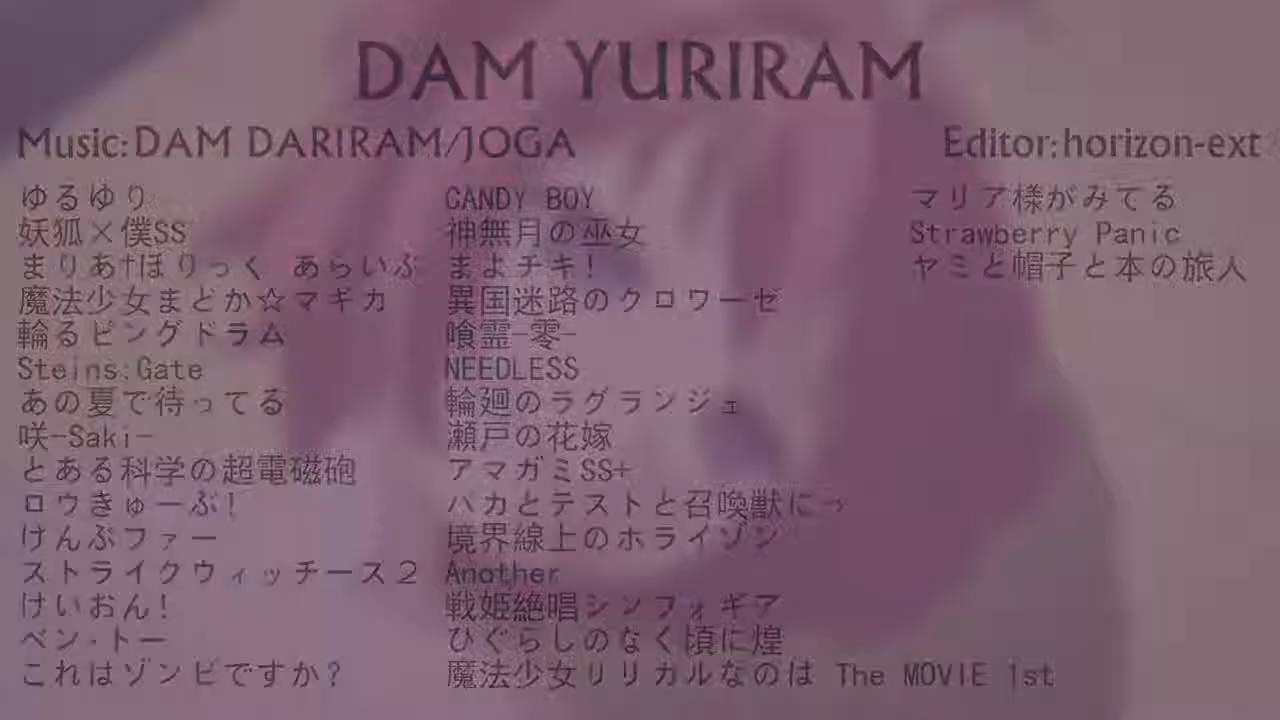 DAM YURIRAM
Music:DAM DARIRAM/JOGA
Editor:horizon-ext
ゆるゆり
妖狐×僕SS
まりあ†ほりっく あらいぶ
魔法少女まどか☆マギカ
輪るピングドラム
Steins:Gate
あの夏で待ってる
咲-Saki-
とある科学の超電磁砲
ロウきゅーぶ!
けんぷファー
ストライクウィッチース2
けいおん!
ベン・トー
これはゾンビですか?
CANDY BOY
神無月の巫女
まよチキ!
異国迷路のクロワーゼ
喰霊-零-
NEEDLESS
輪廻のラグランジェ
瀬戸の花嫁
アマガミSS+
バカとテストと召喚獣にっ
境界線上のホライゾン
Another
戦姫絶唱シンフォギア
ひぐらしのなく頃に煌
魔法少女リリカルなのは The MOVIE 1st
マリア様がみてる
Strawberry Panic
ヤミと帽子と本の旅人